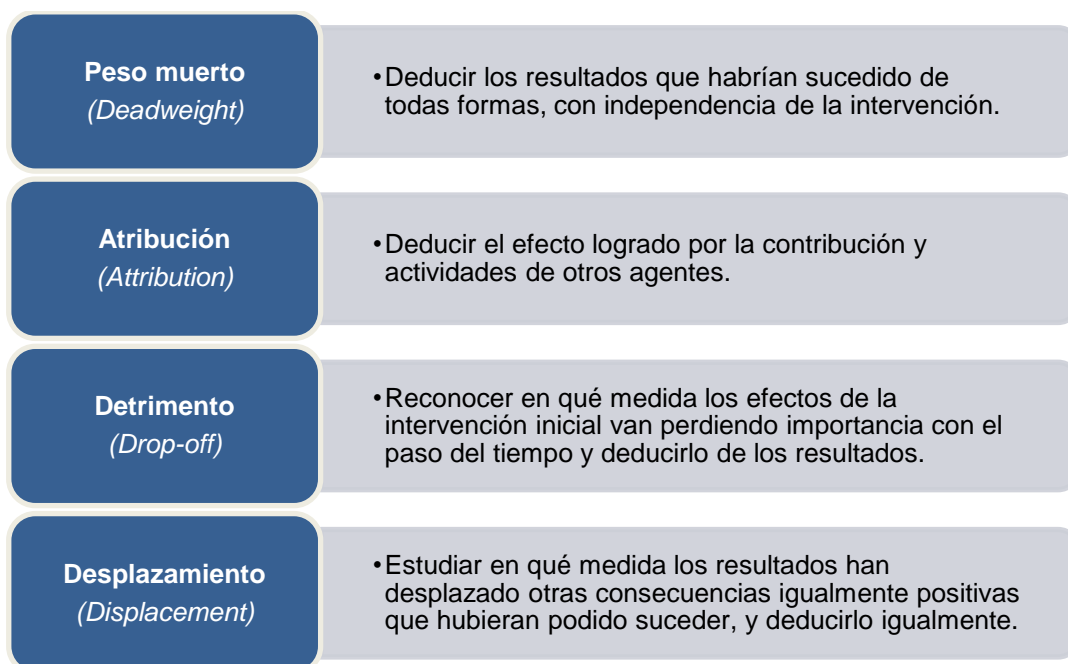 Peso muerto
(Deadweight)
•Deducir los resultados que habrían sucedido de
todas formas, con independencia de la intervención.
Atribución
(Attribution)
•Deducir el efecto logrado por la contribución y
actividades de otros agentes.
Detrimento
(Drop-off)
•Reconocer en qué medida los efectos de la
intervención inicial van perdiendo importancia con el
paso del tiempo y deducirlo de los resultados.
Desplazamiento
(Displacement)
•Estudiar en qué medida los resultados han
desplazado otras consecuencias igualmente positivas
que hubieran podido suceder, y deducirlo igualmente.